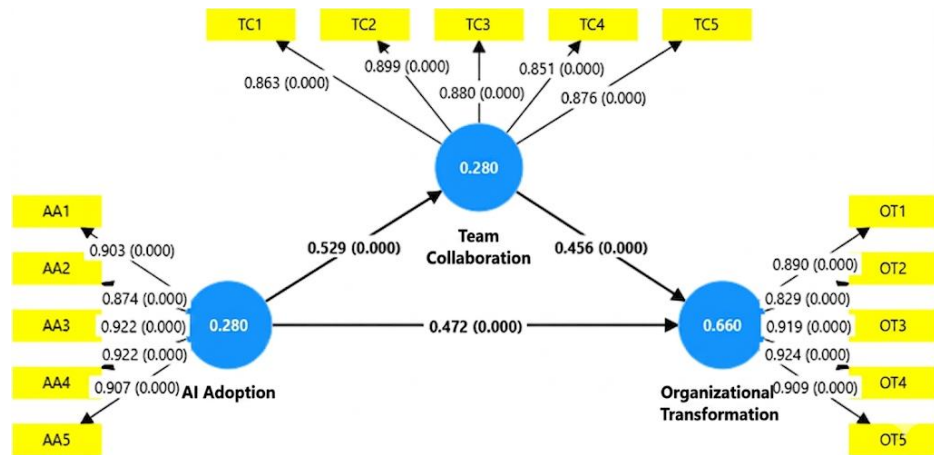 TC1 TC2 TC3 TC4 TC5
0.863 (0.000)
0.899 (0.000)
0.880 (0.000)
0.851 (0.000)
0.876 (0.000)
0.280
Team
Collaboration
0.529 (0.000)
0.456 (0.000)
AA1
AA2
AA3
AA4
AA5
0.903 (0.000)
0.874 (0.000)
0.922 (0.000)
0.922 (0.000)
0.907 (0.000)
0.280
AI Adoption
0.472 (0.000)
0.660
Organizational
Transformation
0.890 (0.000)
0.829 (0.000)
0.919 (0.000)
0.924 (0.000)
0.909 (0.000)
OT1
OT2
OT3
OT4
OT5